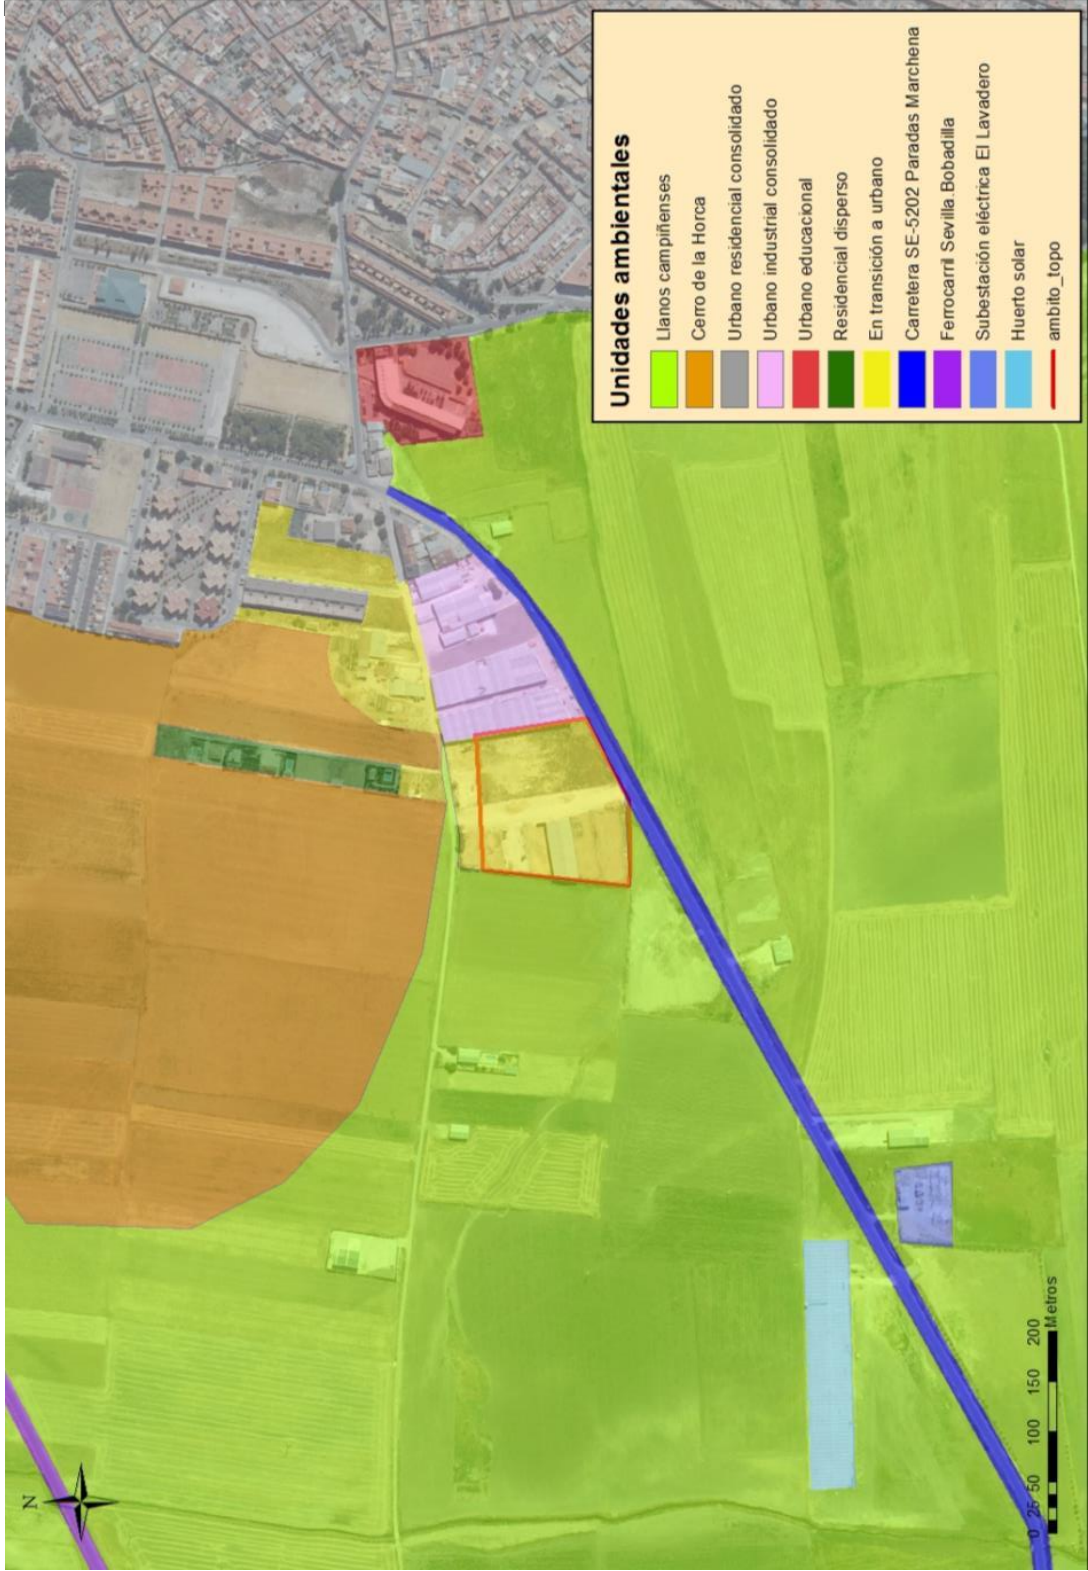 Unidades ambientales
Llanos campiñenses
Cerro de la Horca
Urbano residencial consolidado
Urbano industrial consolidado
Urbano educacional
Residencial disperso
En transición a urbano
Carretera SE-5202 Paradas Marchena
Ferrocarril Sevilla.Bobadilla
Subestación eléctrica El Lavadero
Huerto solar
ambito_topo
N
0 25 50 100 150 200
Metros